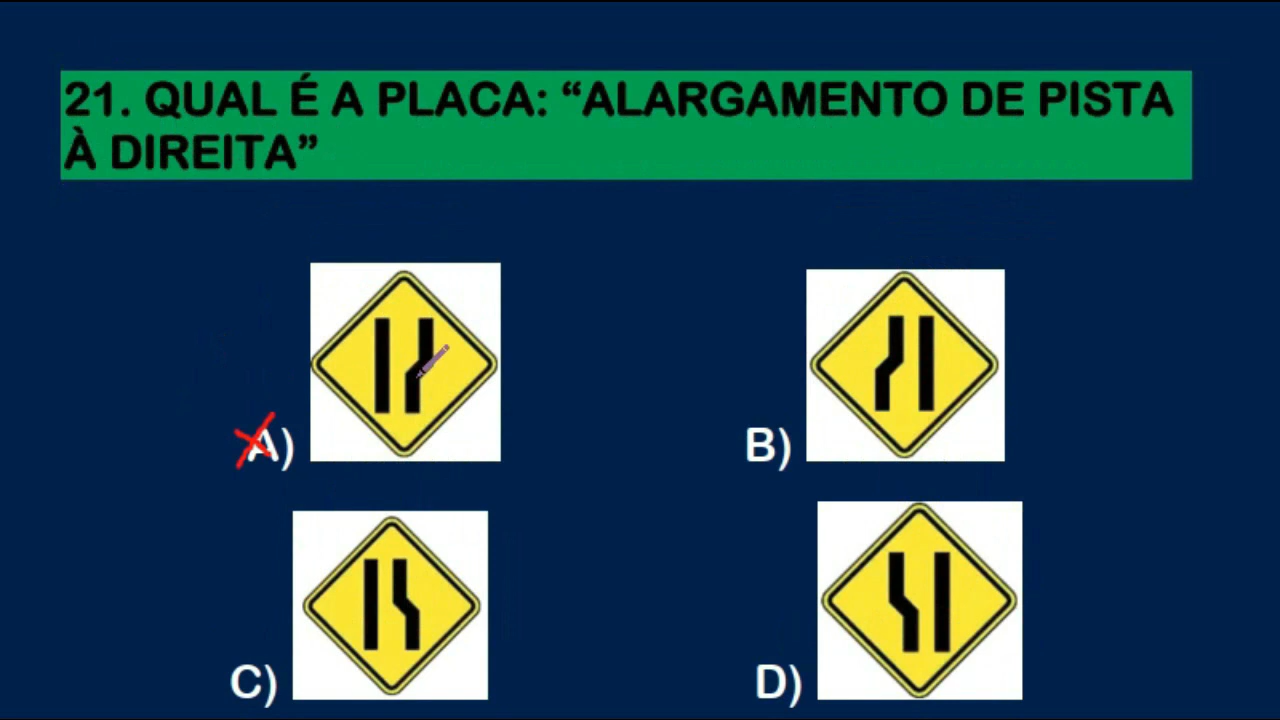 21. QUAL É A PLACA: “ALARGAMENTO DE PISTA
À DIREITA”
A)
B)
C)
D)